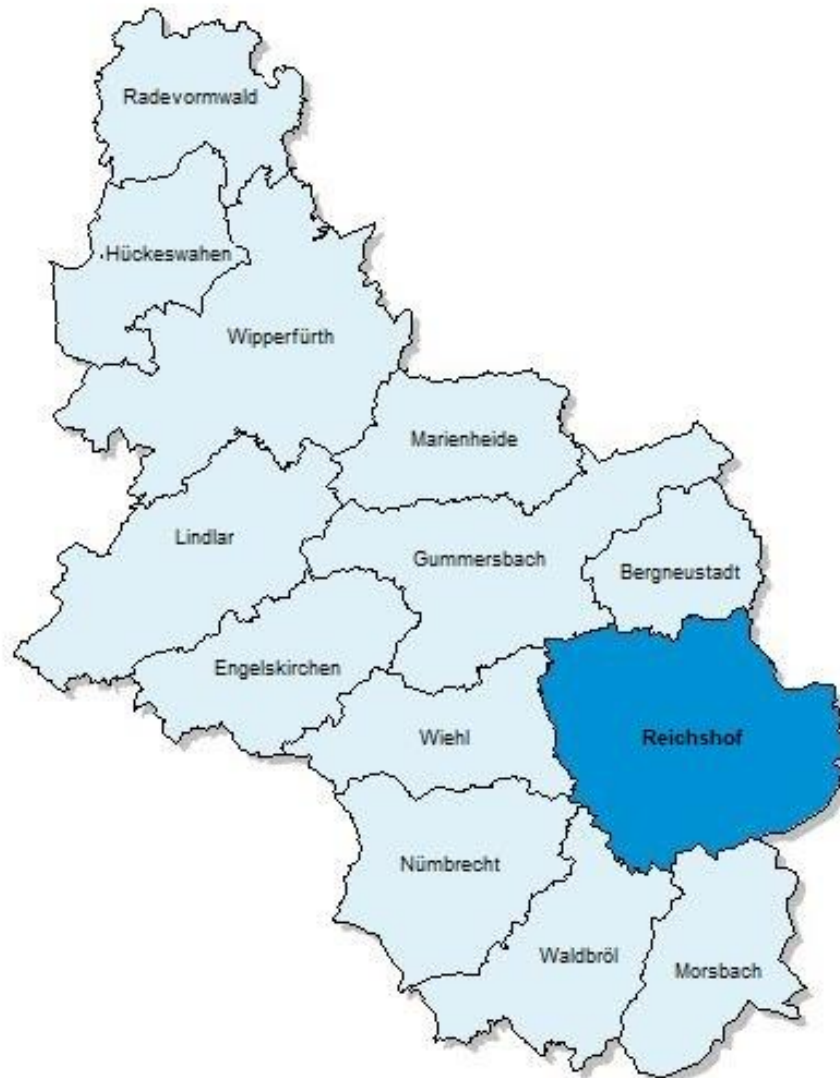 Radevormwald
Hückeswahen
Wipperfürth
Marienheide
Lindlar
Gummersbach
Bergneustadt
Engelskirchen
Wiehl
Reichshof
Nümbrecht
Waldbröl
Morsbach